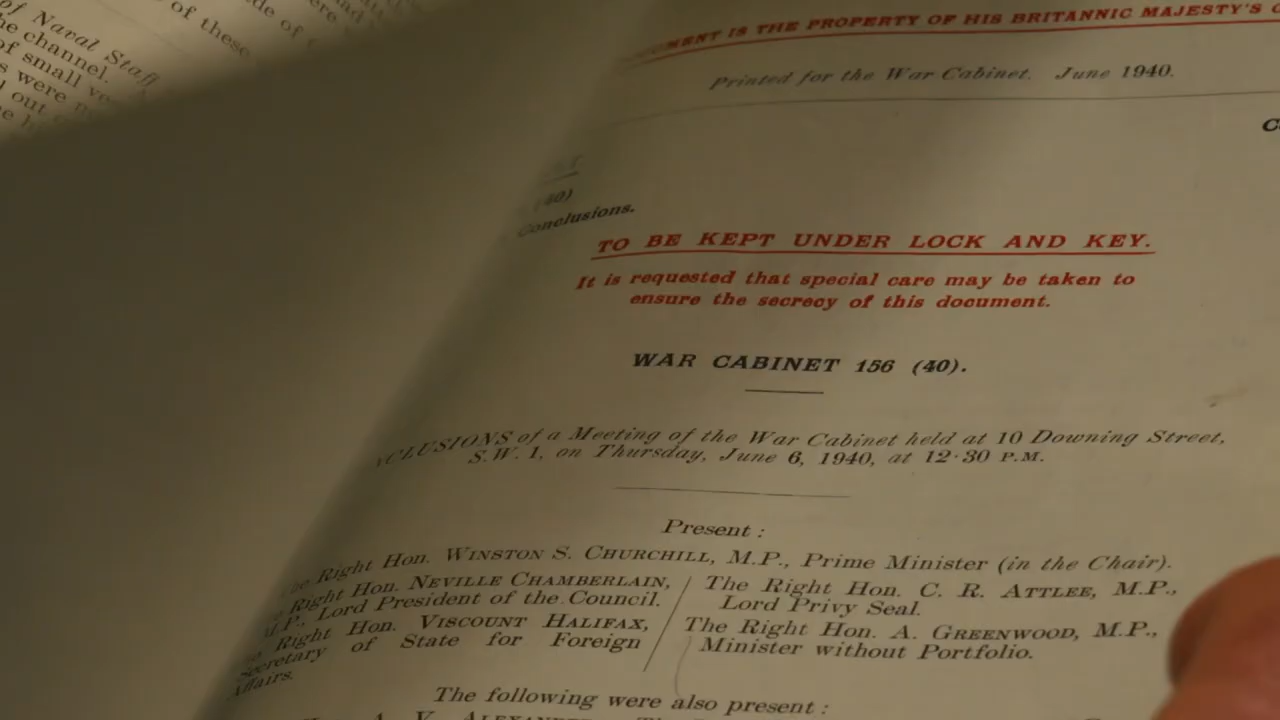 of Naval Staff
the channel.
of small
s were
out
of these
IS THE PROPERTY OF HIS BRITANNIC MAJESTY'S
Printed for the War Cabinet. June 1940.
(40)
Conclusions.
TO BE KEPT UNDER LOCK AND KEY.
It is requested that special care may be taken to
ensure the secrecy of this document.
WAR CABINET 156 (40).
CLUSIONS of a Meeting of the War Cabinet held at 10 Downing Street,
S.W. 1, on Thursday, June 6, 1940, at 12·30 P.M.
Present :
Right Hon. WINSTON S. CHURCHILL, M.P., Prime Minister (in the Chair).
Right Hon. NEVILLE CHAMBERLAIN,
M.P., Lord President of the Council.
Right Hon. VISCOUNT HALIFAX,
Secretary of State for Foreign
Affairs.
The Right Hon. C. R. ATTLEE, M.P.,
Lord Privy Seal.
The Right Hon. A. GREENWOOD, M.P.,
Minister without Portfolio.
The following were also present :
A. V. ALEXANDER,